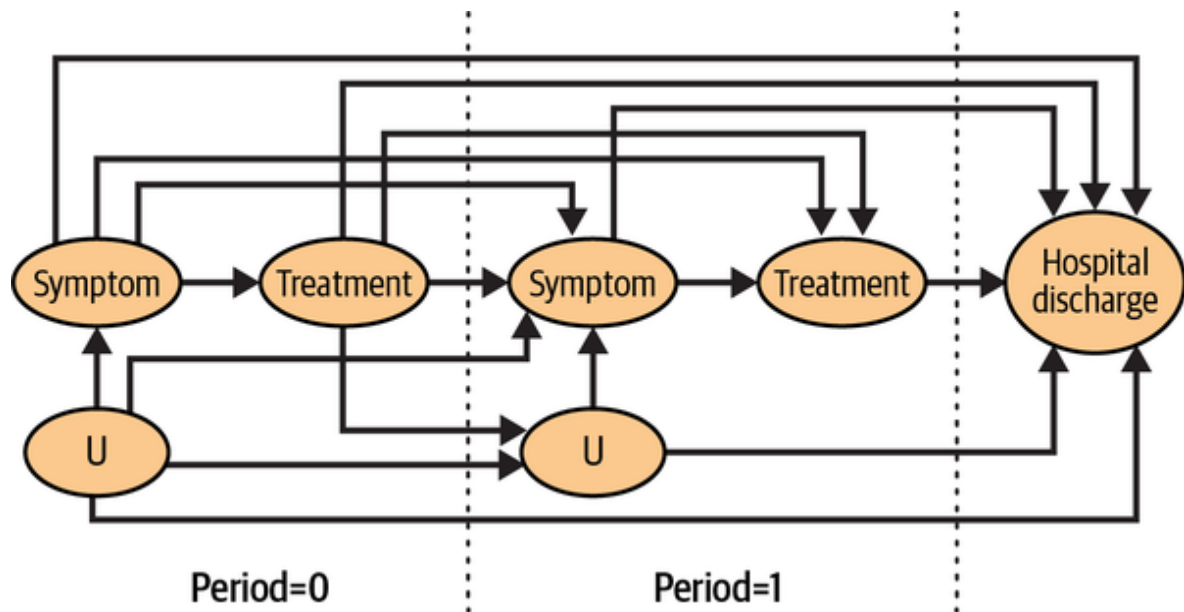 Symptom
Treatment
Symptom
Treatment
Hospital
discharge
U
U
Period=0
Period=1